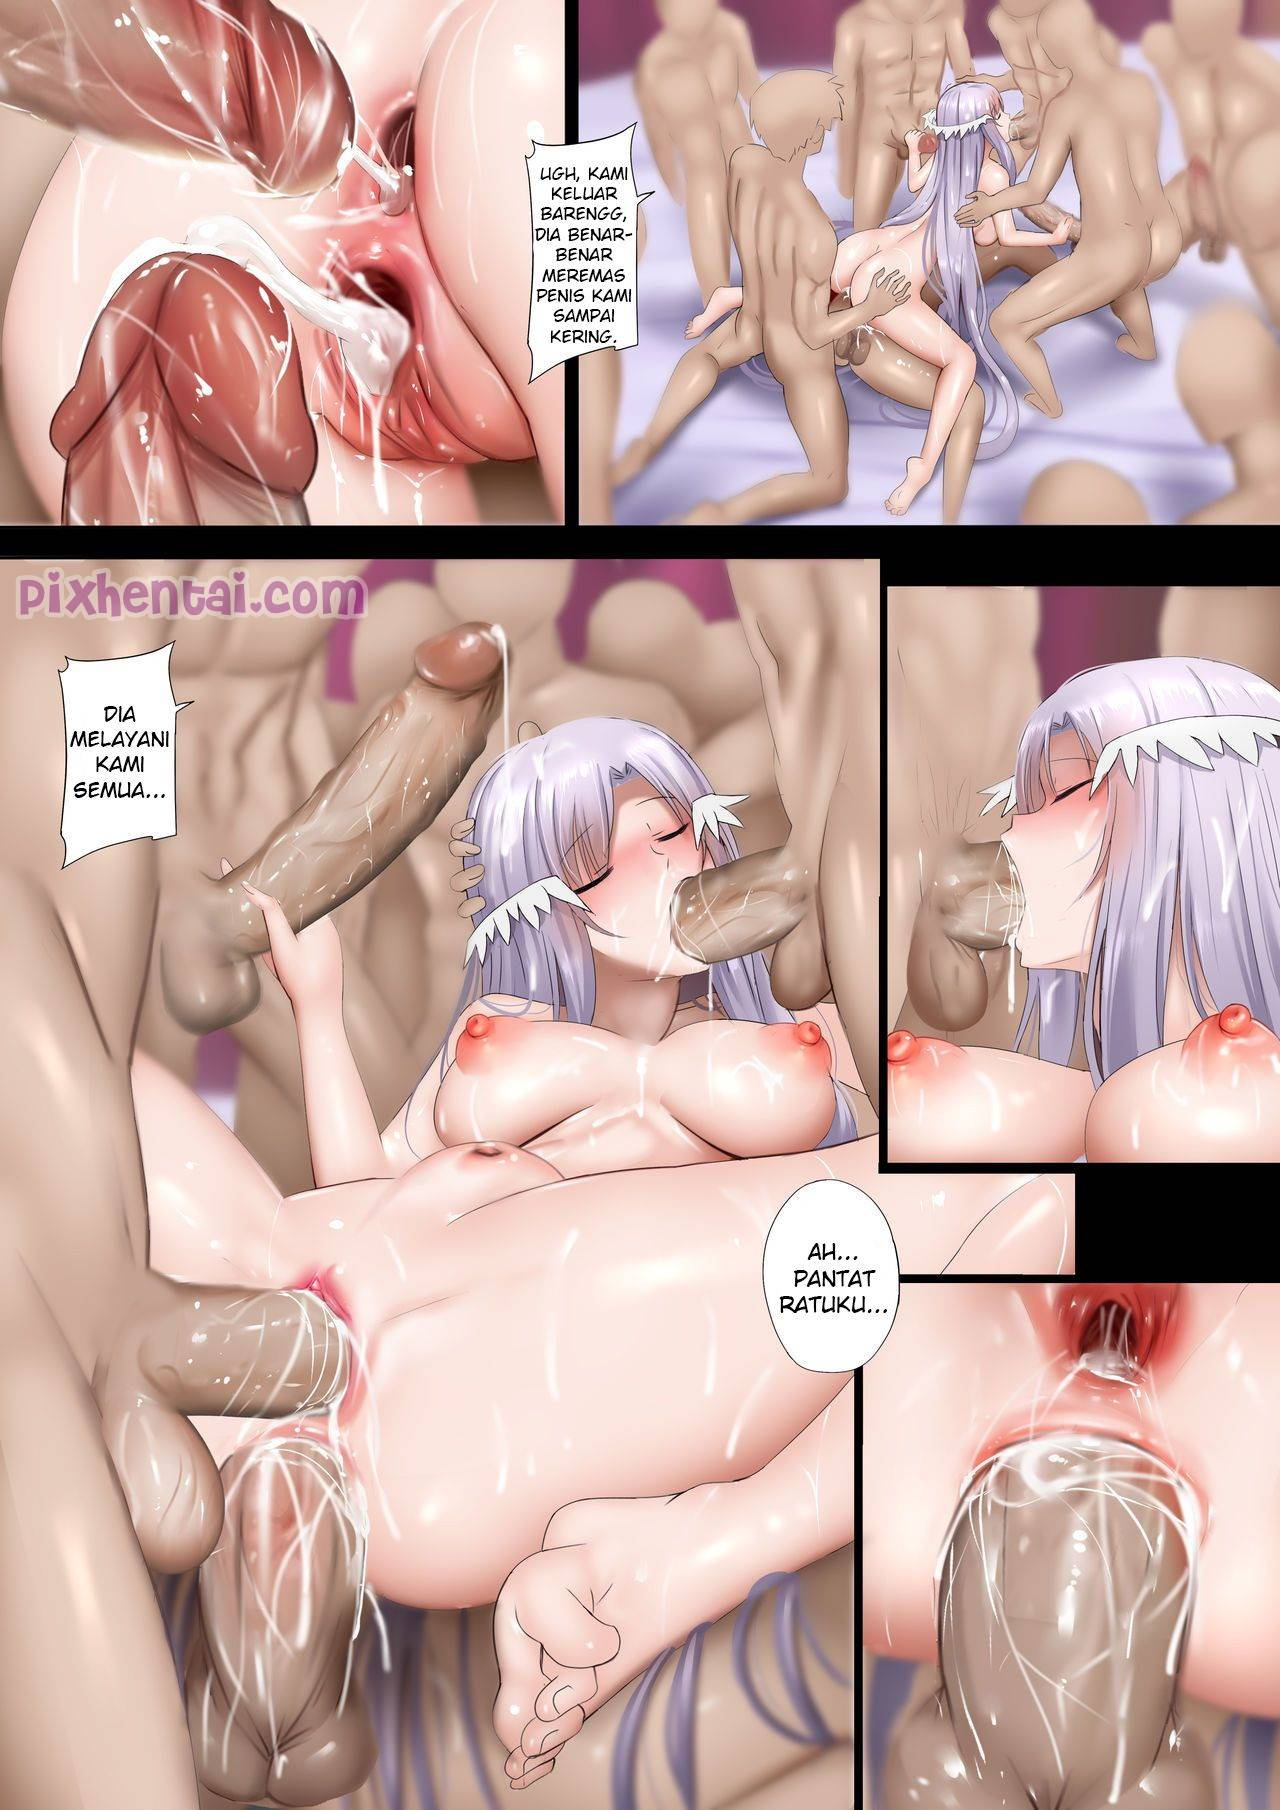 UGH, KAMI
KELUAR
BARENGG,
DIA BENAR-
BENAR
MEREMAS
PENIS KAMI
SAMPAI
KERING.
pixhentai.com
DIA
MELAYANI
KAMI
SEMUA...
AH...
PANTAT
RATUKU...